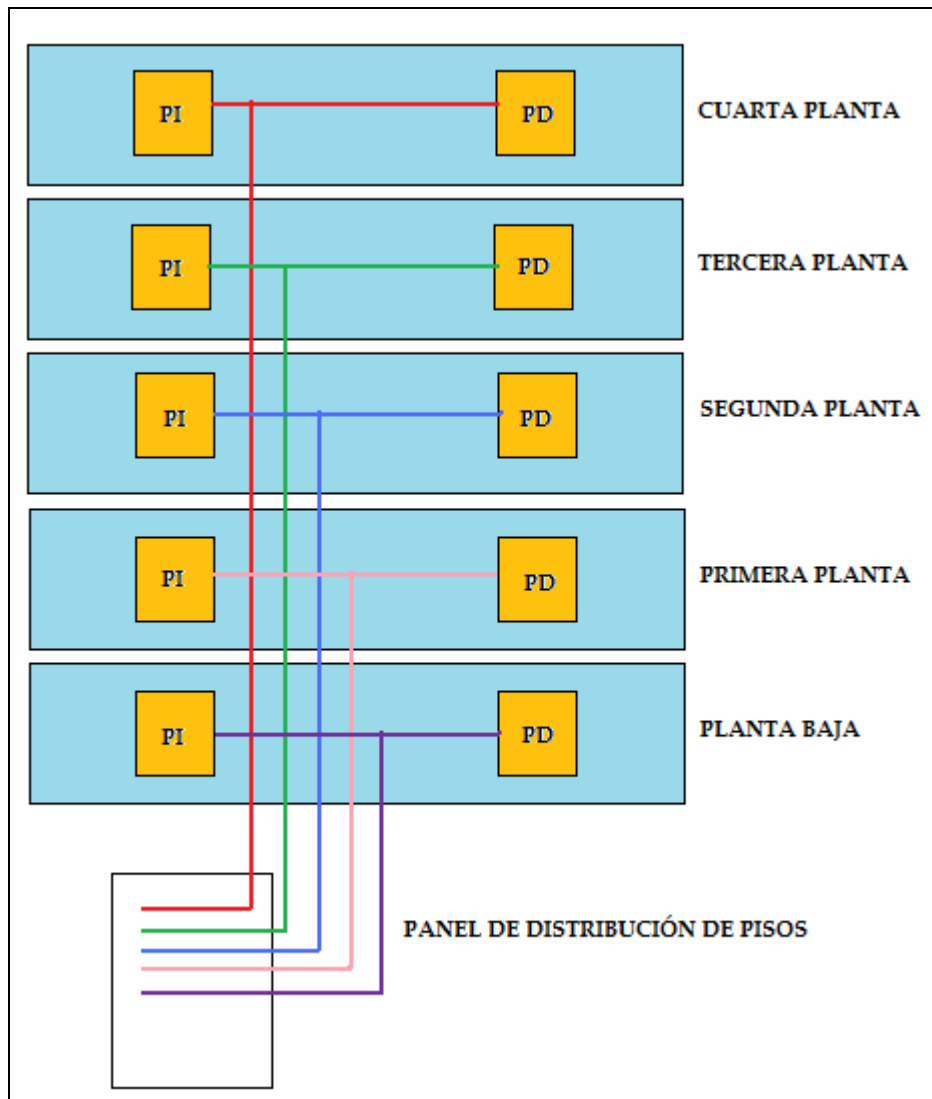 PI PD CUARTA PLANTA
PI PD TERCERA PLANTA
PI PD SEGUNDA PLANTA
PI PD PRIMERA PLANTA
PI PD PLANTA BAJA
PANEL DE DISTRIBUCIÓN DE PISOS